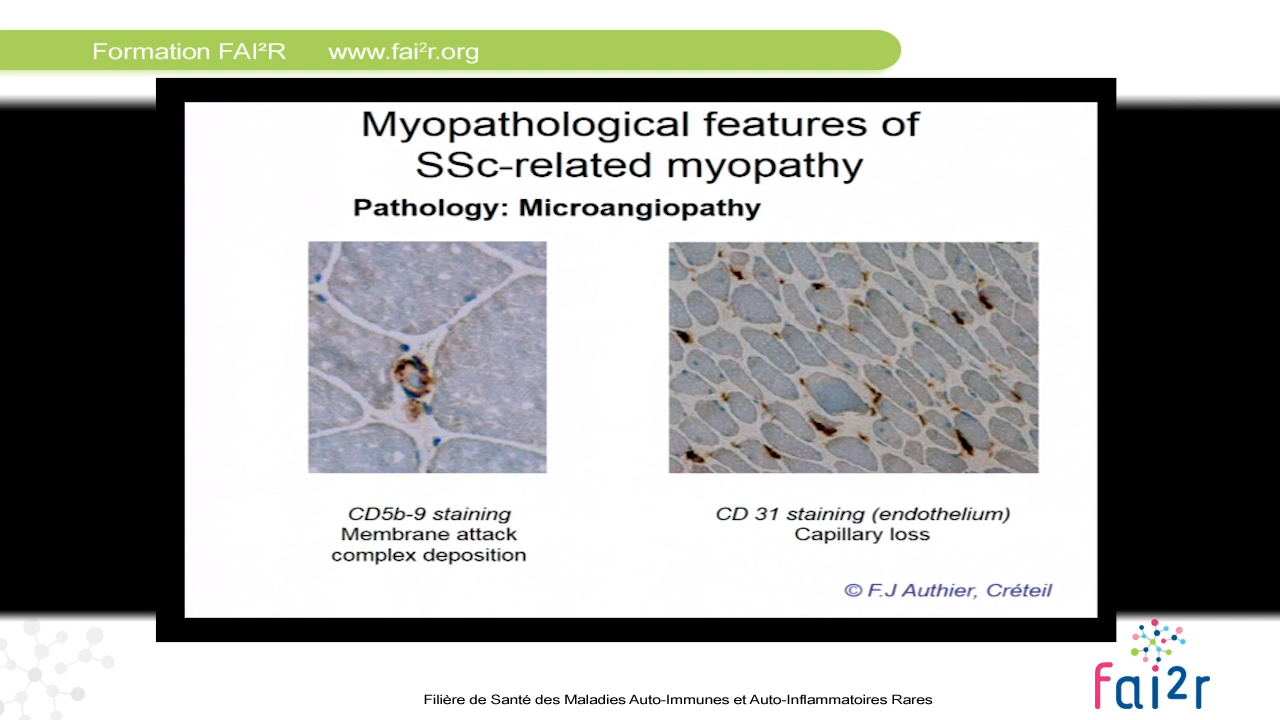 Formation FAI²R www.fai²r.org
Myopathological features of
SSc-related myopathy
Pathology: Microangiopathy
CD5b-9 staining
Membrane attack
complex deposition
CD 31 staining (endothelium)
Capillary loss
© F.J Authier, Créteil
Filière de Santé des Maladies Auto-Immunes et Auto-Inflammatoires Rares
fai2r